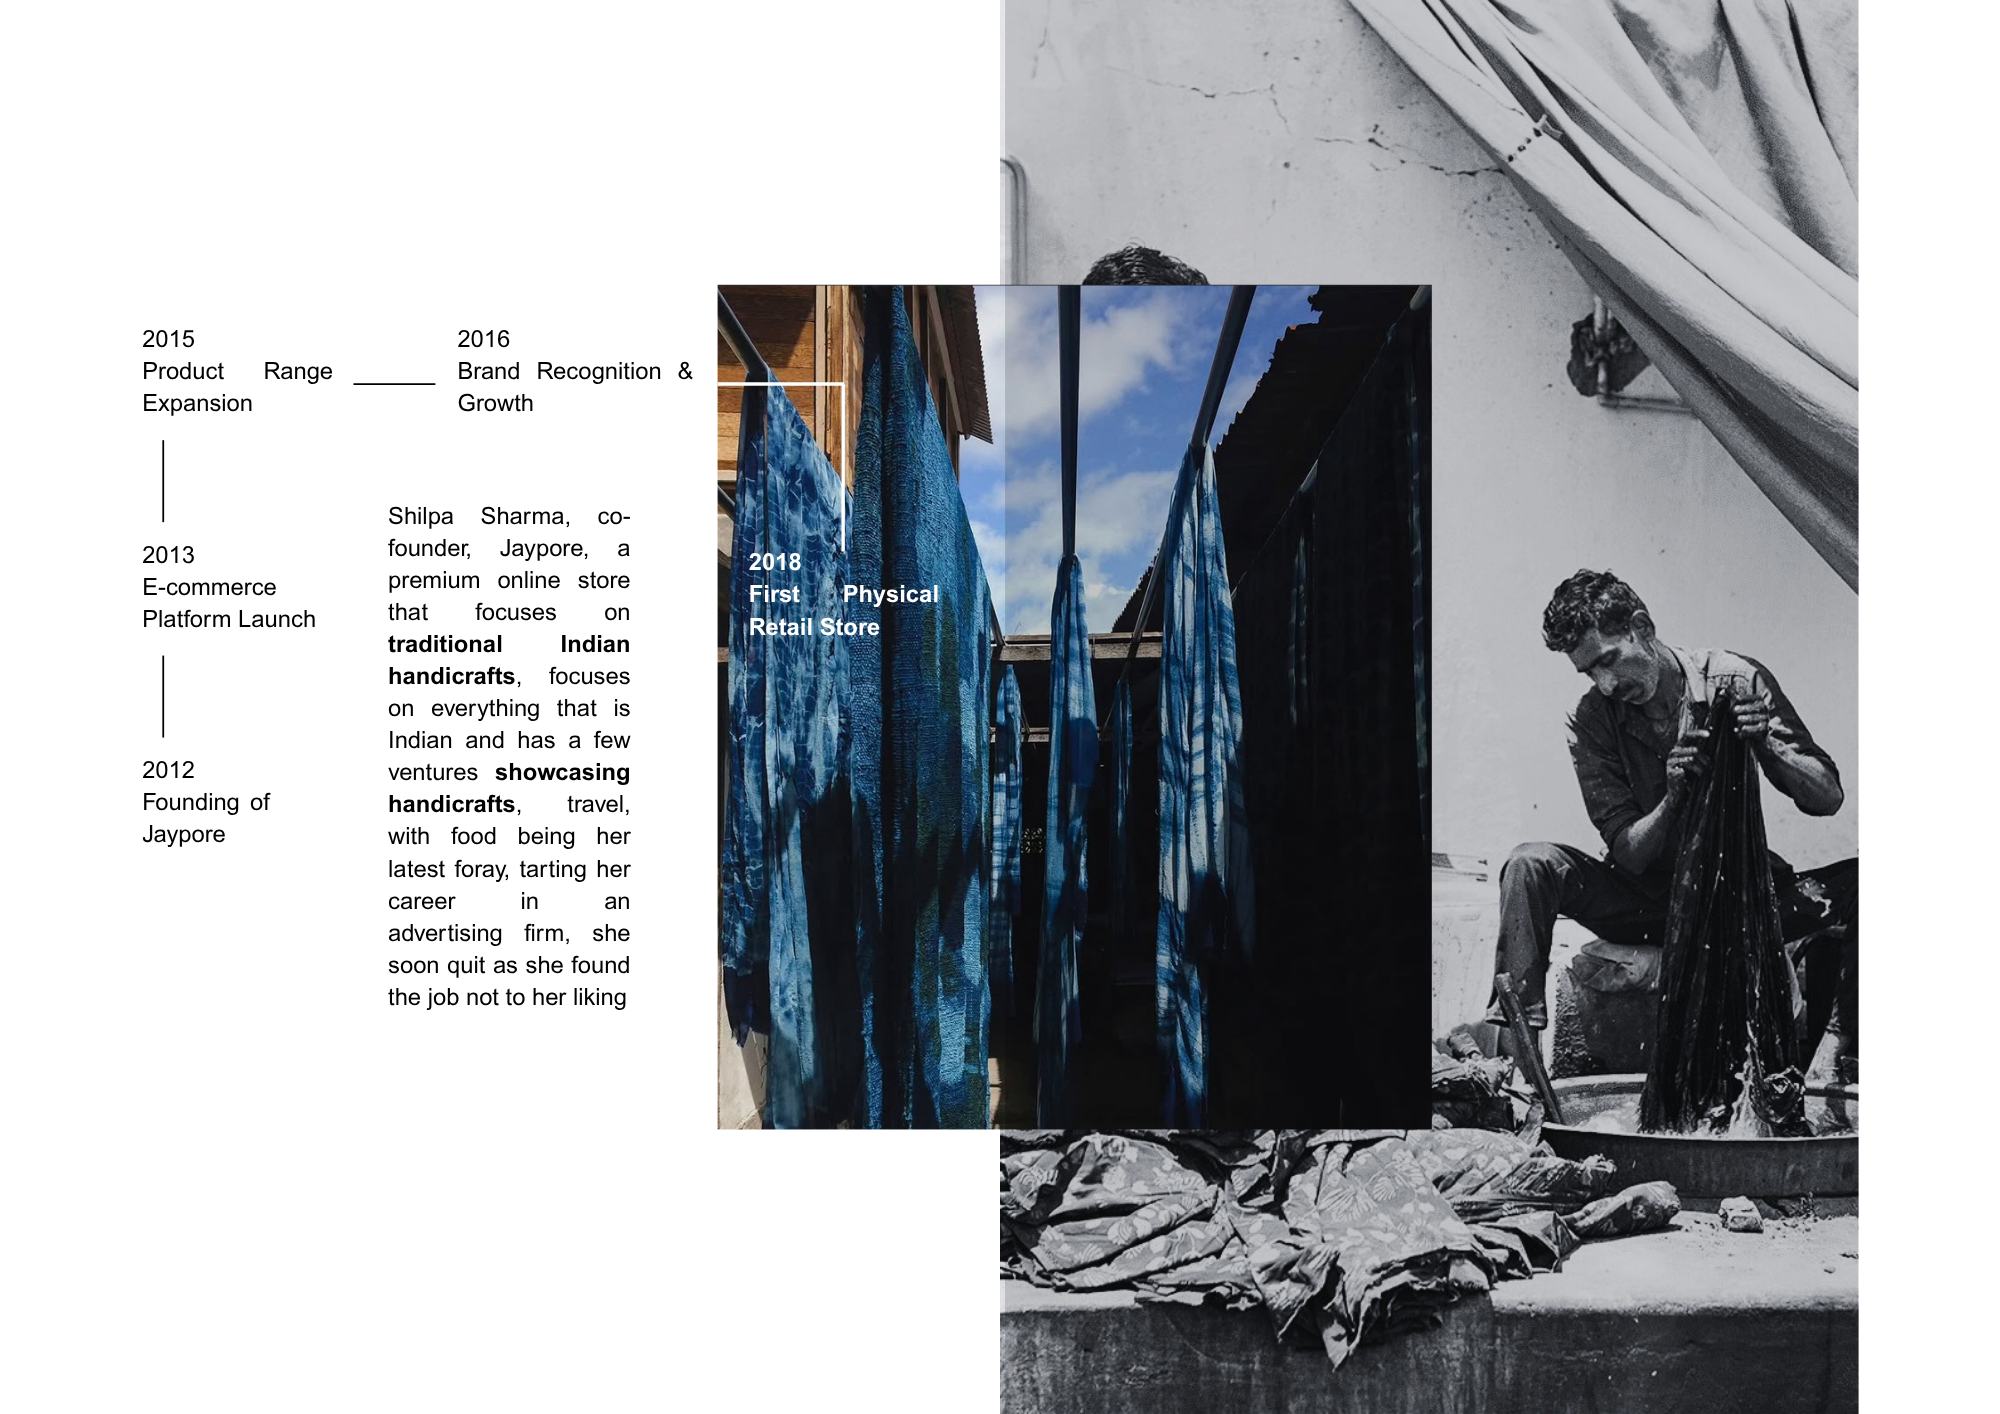 2015
Product Range
Expansion
2016
Brand Recognition &
Growth
2013
E-commerce
Platform Launch
2012
Founding of
Jaypore
Shilpa Sharma, co-
founder, Jaypore, a
premium online store
that focuses on
traditional Indian
handicrafts, focuses
on everything that is
Indian and has a few
ventures showcasing
handicrafts, travel,
with food being her
latest foray, tarting her
career in an
advertising firm, she
soon quit as she found
the job not to her liking
2018
First Physical
Retail Store